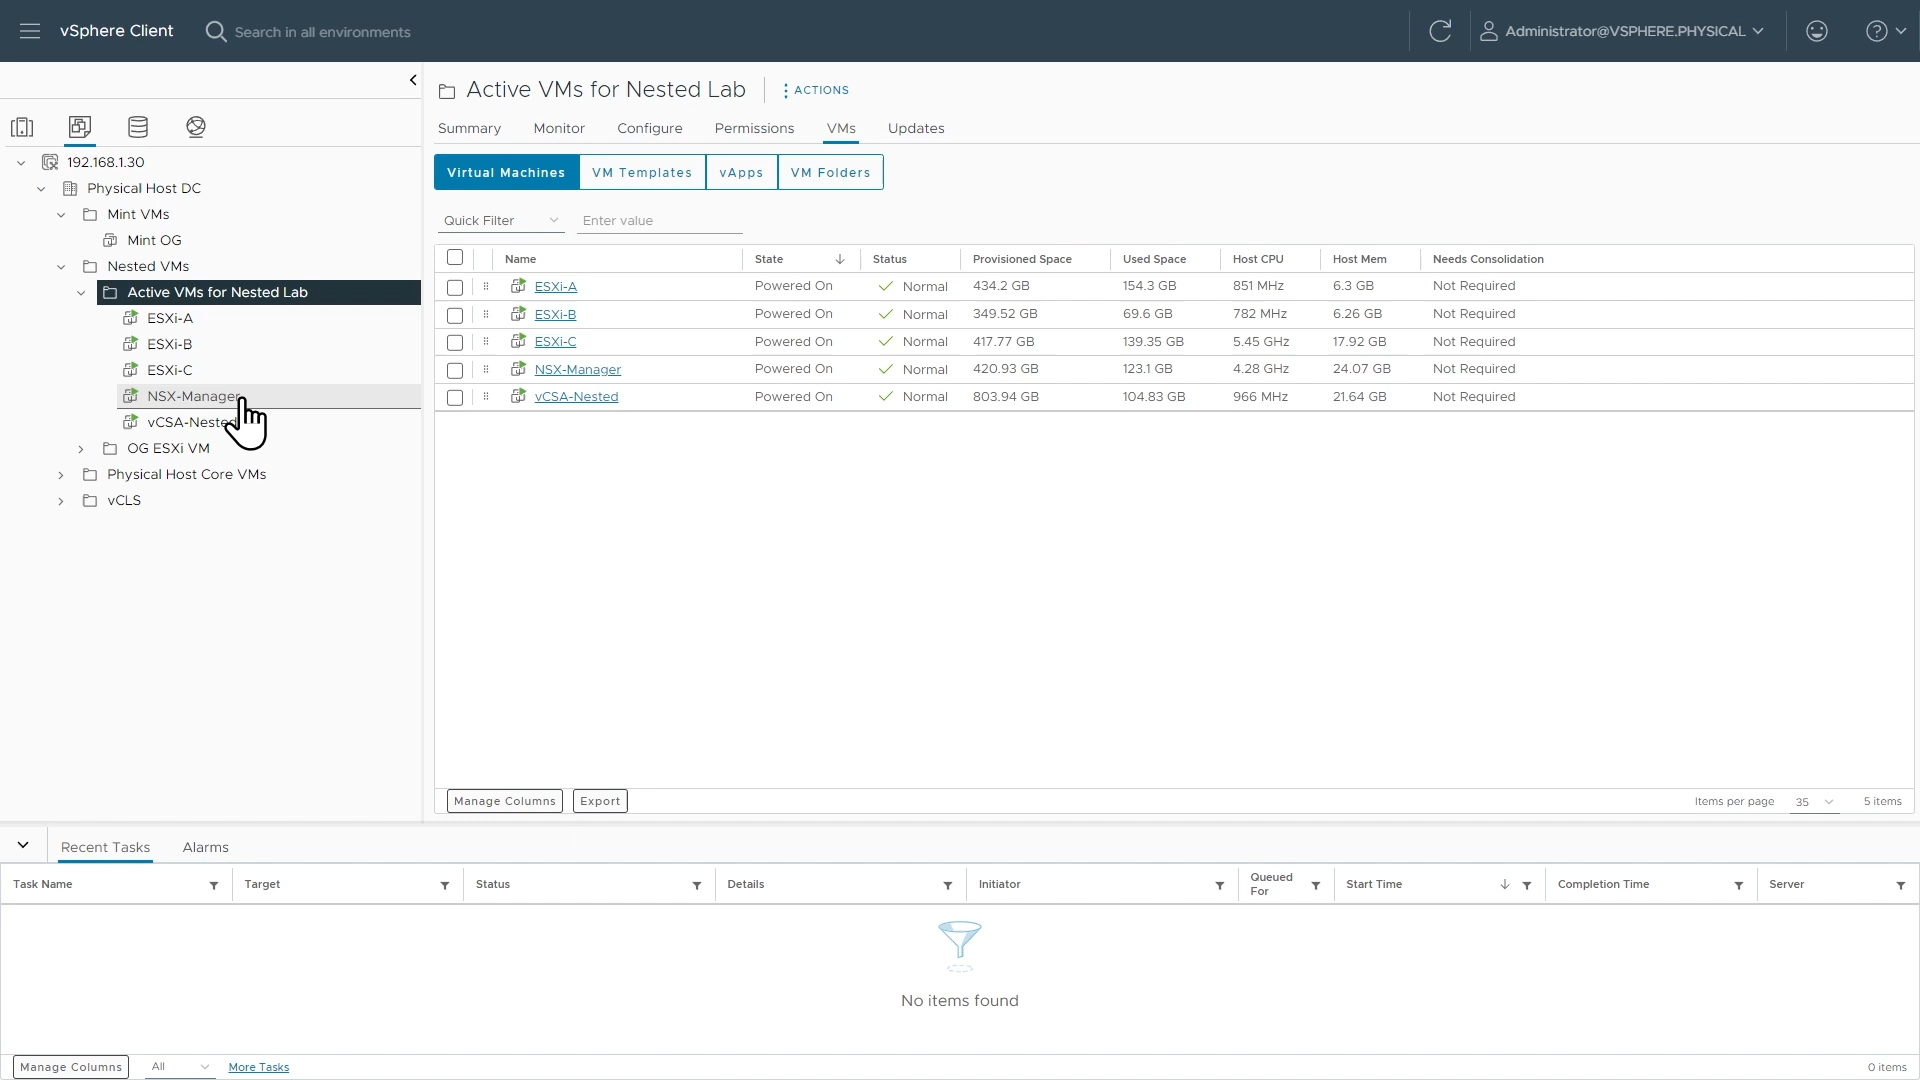 vSphere Client
Search in all environments
Administrator@VSPHERE.PHYSICAL
?
192.168.1.30
Physical Host DC
Mint VMs
Mint OG
Nested VMs
Active VMs for Nested Lab
ESXi-A
ESXi-B
ESXi-C
NSX-Manager
vCSA-Nested
OG ESXi VM
Physical Host Core VMs
vCLS
Active VMs for Nested Lab
ACTIONS
Summary Monitor Configure Permissions VMs Updates
Virtual Machines VM Templates vApps VM Folders
Quick Filter Enter value
Name State Status Provisioned Space Used Space Host CPU Host Mem Needs Consolidation
ESXi-A Powered On Normal 434.2 GB 154.3 GB 851 MHz 6.3 GB Not Required
ESXi-B Powered On Normal 349.52 GB 69.6 GB 782 MHz 6.26 GB Not Required
ESXi-C Powered On Normal 417.77 GB 139.35 GB 5.45 GHz 17.92 GB Not Required
NSX-Manager Powered On Normal 420.93 GB 123.1 GB 4.28 GHz 24.07 GB Not Required
vCSA-Nested Powered On Normal 803.94 GB 104.83 GB 966 MHz 21.64 GB Not Required
Manage Columns Export Items per page 35 5 items
Recent Tasks Alarms
Task Name Target Status Details Initiator Queued For Start Time Completion Time Server
No items found
Manage Columns All More Tasks 0 items